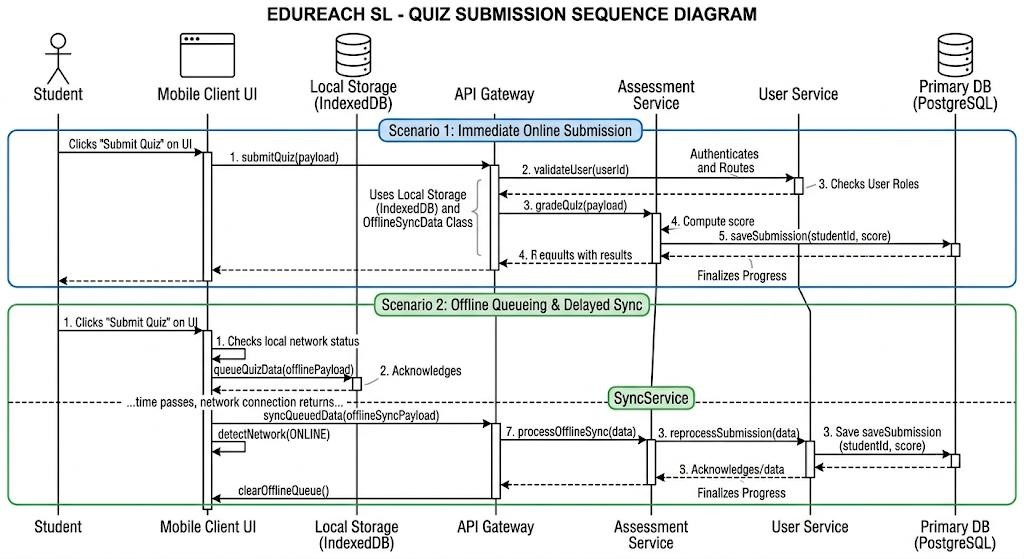 EDUREACH SL - QUIZ SUBMISSION SEQUENCE DIAGRAM
Student
Mobile Client UI
Local Storage
(IndexedDB)
API Gateway
Assessment
Service
User Service
Primary DB
(PostgreSQL)
Scenario 1: Immediate Online Submission
Clicks "Submit Quiz" on UI
1. submitQuiz(payload)
2. validateUser(userId)
Authenticates
and Routes
3. Checks User Roles
Uses Local Storage
(IndexedDB) and
OfflineSyncData Class
3. gradeQuIz(payload)
4. Compute score
5. saveSubmission(studentId, score)
4. R equults with results
Finalizes Progress
Scenario 2: Offline Queueing & Delayed Sync
1. Clicks "Submit Quiz" on UI
1. Checks local network status
queueQuizData(offlinePayload)
2. Acknowledges
...time passes, network connection returns...
SyncService
syncQueuedData(offlineSyncPayload)
detectNetwork(ONLINE)
7. processOfflineSync(data)
3. reprocessSubmission(data)
3. Save saveSubmission
(studentId, score)
3. Acknowledges/data
Finalizes Progress
clearOfflineQueue()
Student
Mobile Client UI
Local Storage
(IndexedDB)
API Gateway
Assessment
Service
User Service
Primary DB
(PostgreSQL)